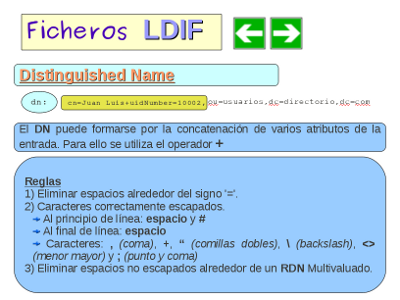 Ficheros LDIF
Distinguished Name
dn: cn=Juan Luis+uidNumber=10002,ou=usuarios,dc=directorio,dc=com
El DN puede formarse por la concatenación de varios atributos de la
entrada. Para ello se utiliza el operador +
Reglas
1) Eliminar espacios alrededor del signo '='.
2) Caracteres correctamente escapados.
Al principio de línea: espacio y #
Al final de línea: espacio
Caracteres: , (coma), +, “ (comillas dobles), \ (backslash), <>
(menor mayor) y ; (punto y coma)
3) Eliminar espacios no escapados alrededor de un RDN Multivaluado.